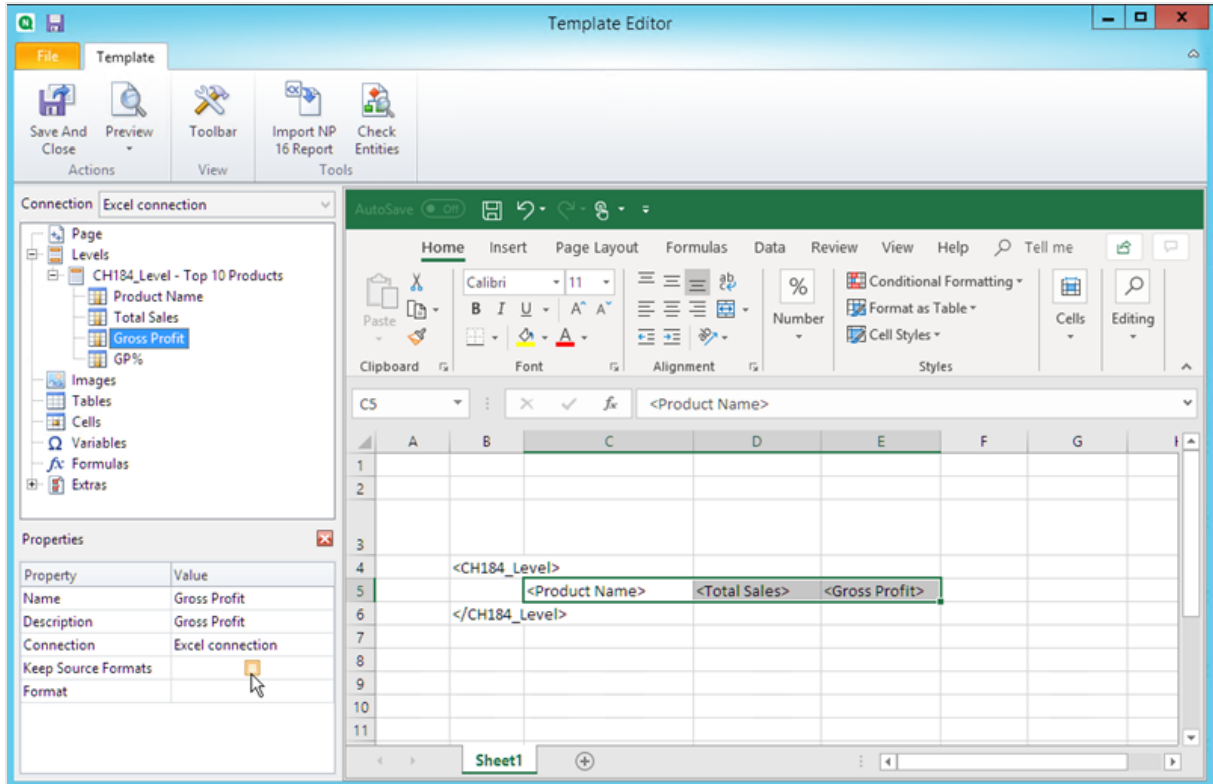 Template Editor
File Template
Save And Close
Preview
Toolbar
Import NP 16 Report
Check Entities
Actions View Tools
Connection Excel connection
Page
Levels
CH184_Level - Top 10 Products
Product Name
Total Sales
Gross Profit
GP%
Images
Tables
Cells
Variables
Formulas
Extras
Properties
Property Value
Name Gross Profit
Description Gross Profit
Connection Excel connection
Keep Source Formats
Format
AutoSave Off
Home Insert Page Layout Formulas Data Review View Help Tell me
Paste
Calibri 11
B I U A A
A
ab
%
Number
Conditional Formatting
Format as Table
Cell Styles
Cells
Editing
Clipboard Font Alignment Styles
C5 fx <Product Name>
A B C D E F G
1
2
3
4 <CH184_Level>
5 <Product Name> <Total Sales> <Gross Profit>
6 </CH184_Level>
7
8
9
10
11
Sheet1